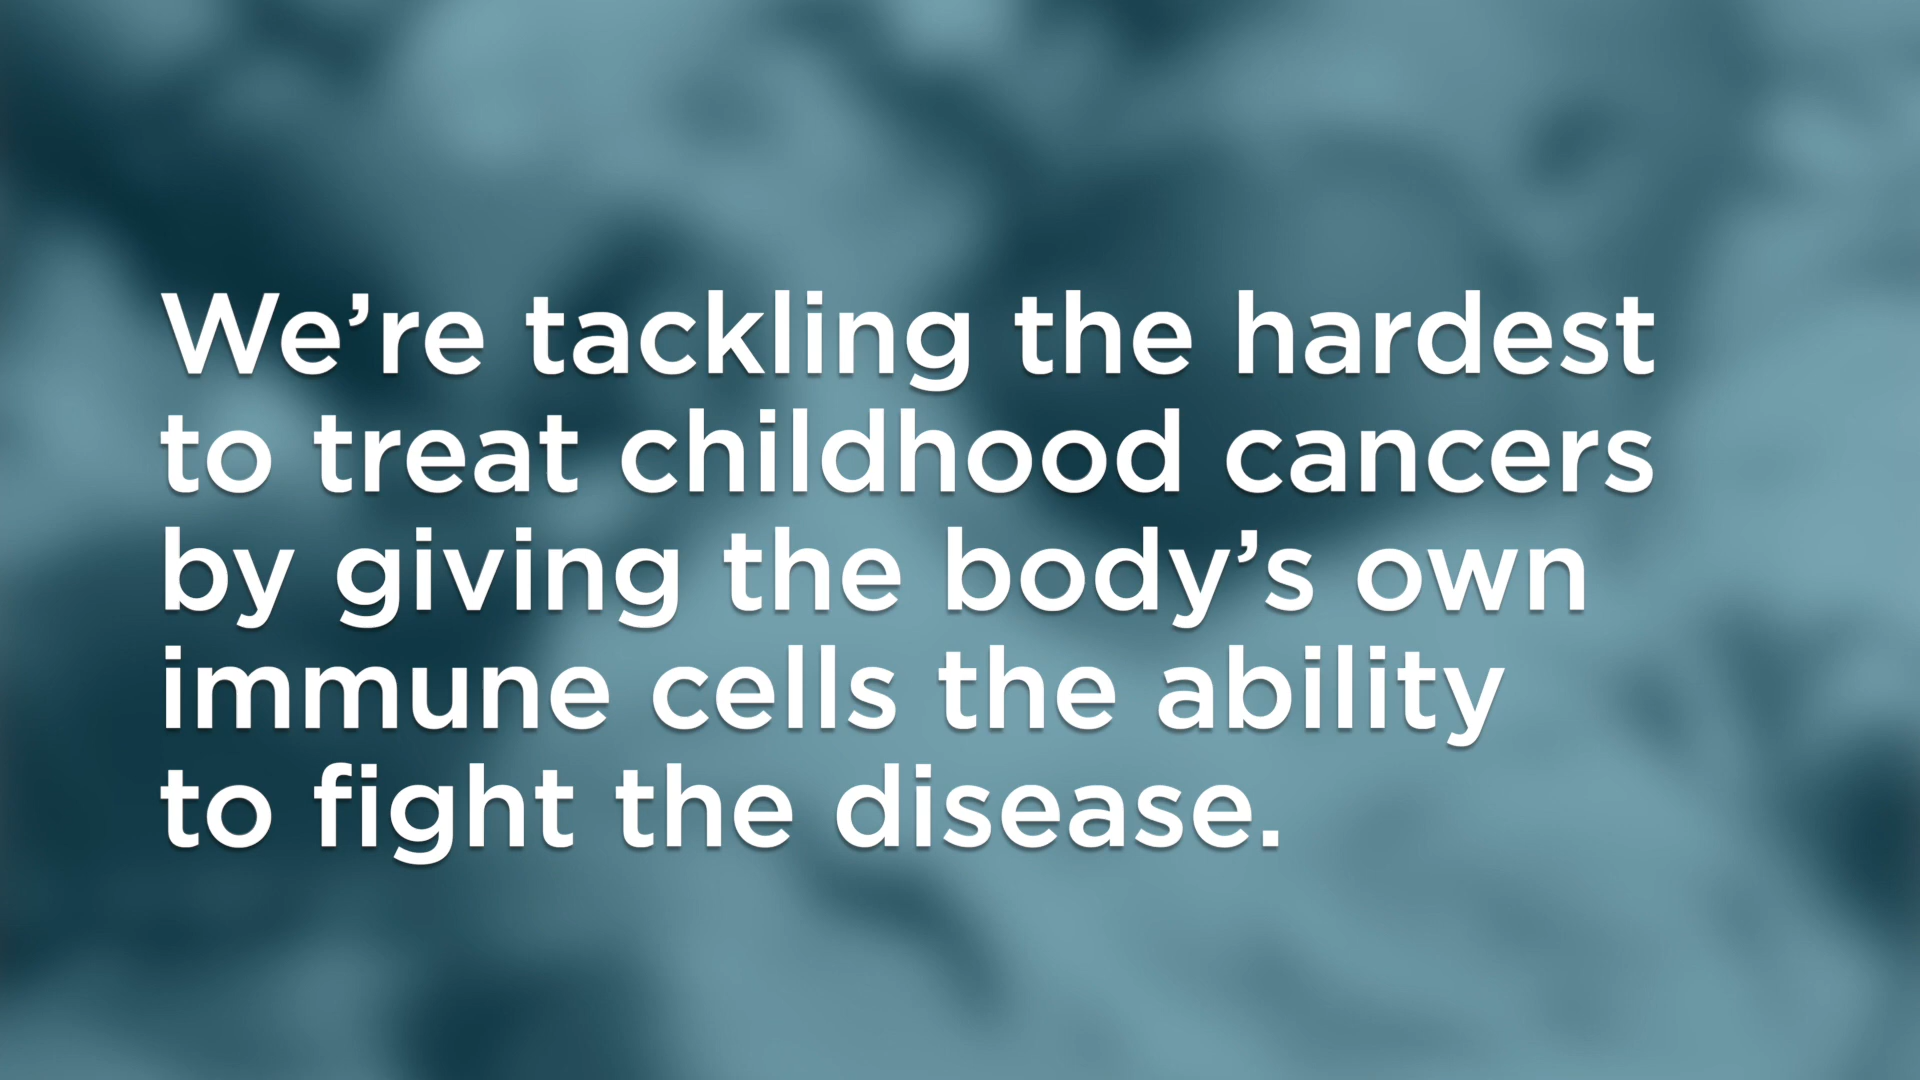 We’re tackling the hardest
to treat childhood cancers
by giving the body’s own
immune cells the ability
to fight the disease.